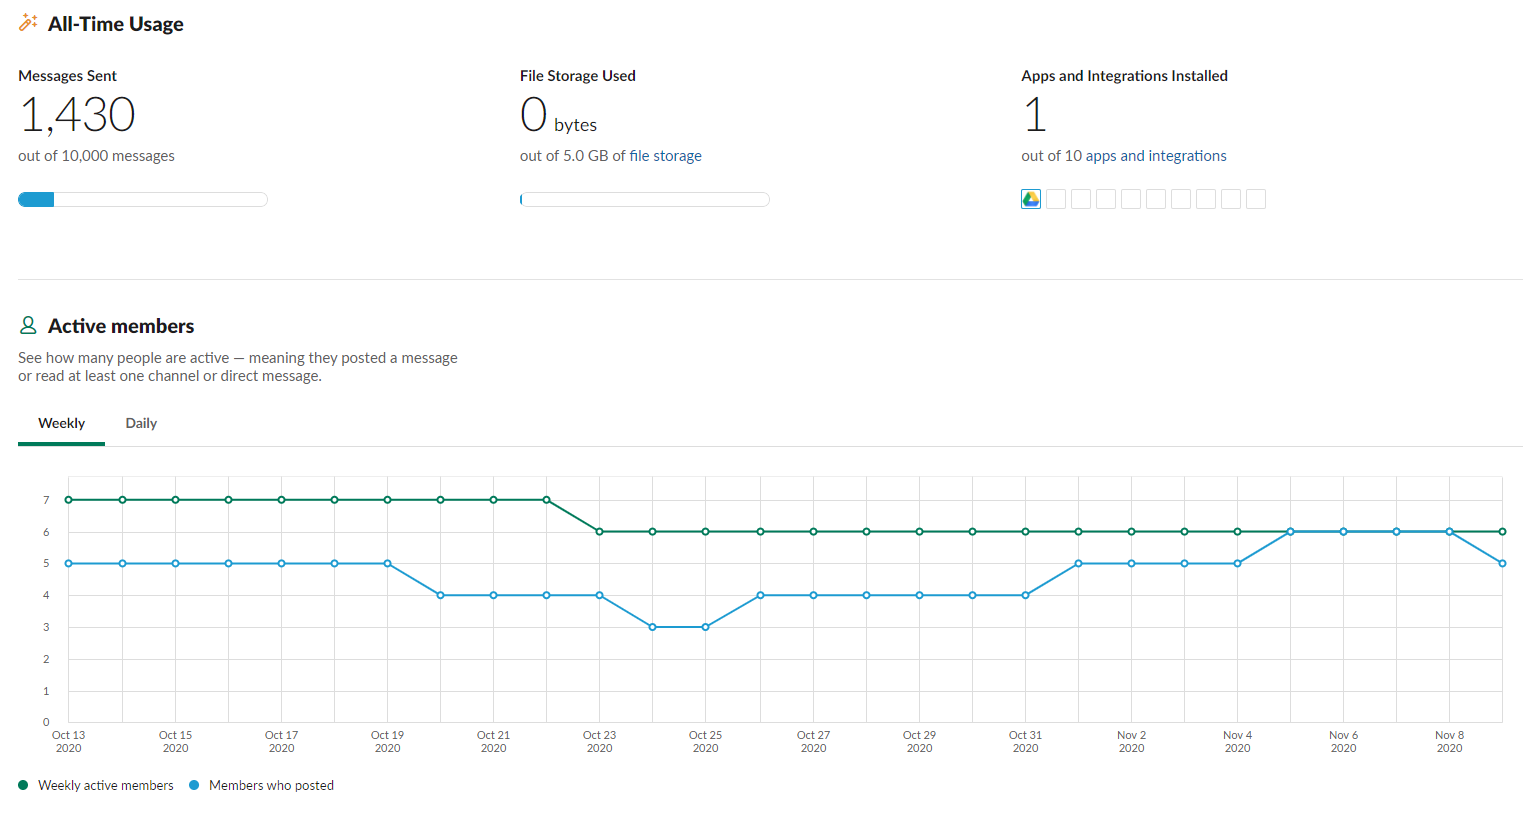 All-Time Usage
Messages Sent
1,430
out of 10,000 messages
File Storage Used
0 bytes
out of 5.0 GB of file storage
Apps and Integrations Installed
1
out of 10 apps and integrations
Active members
See how many people are active — meaning they posted a message
or read at least one channel or direct message.
Weekly Daily
7
6
5
4
3
2
1
0
Oct 13
2020
Oct 15
2020
Oct 17
2020
Oct 19
2020
Oct 21
2020
Oct 23
2020
Oct 25
2020
Oct 27
2020
Oct 29
2020
Oct 31
2020
Nov 2
2020
Nov 4
2020
Nov 6
2020
Nov 8
2020
Weekly active members Members who posted